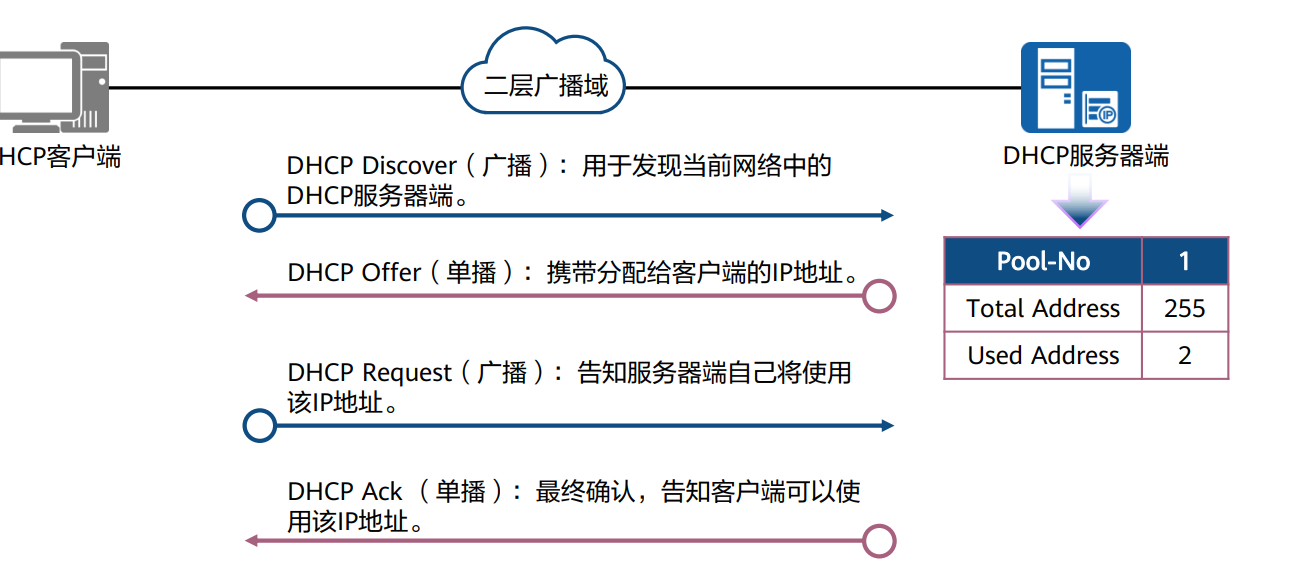 二层广播域
HCP客户端
DHCP服务器端
DHCP Discover（广播）：用于发现当前网络中的
DHCP服务器端。
DHCP Offer（单播）：携带分配给客户端的IP地址。
Pool-No 1
Total Address 255
Used Address 2
DHCP Request（广播）：告知服务器端自己将使用
该IP地址。
DHCP Ack （单播）：最终确认，告知客户端可以使
用该IP地址。
IP